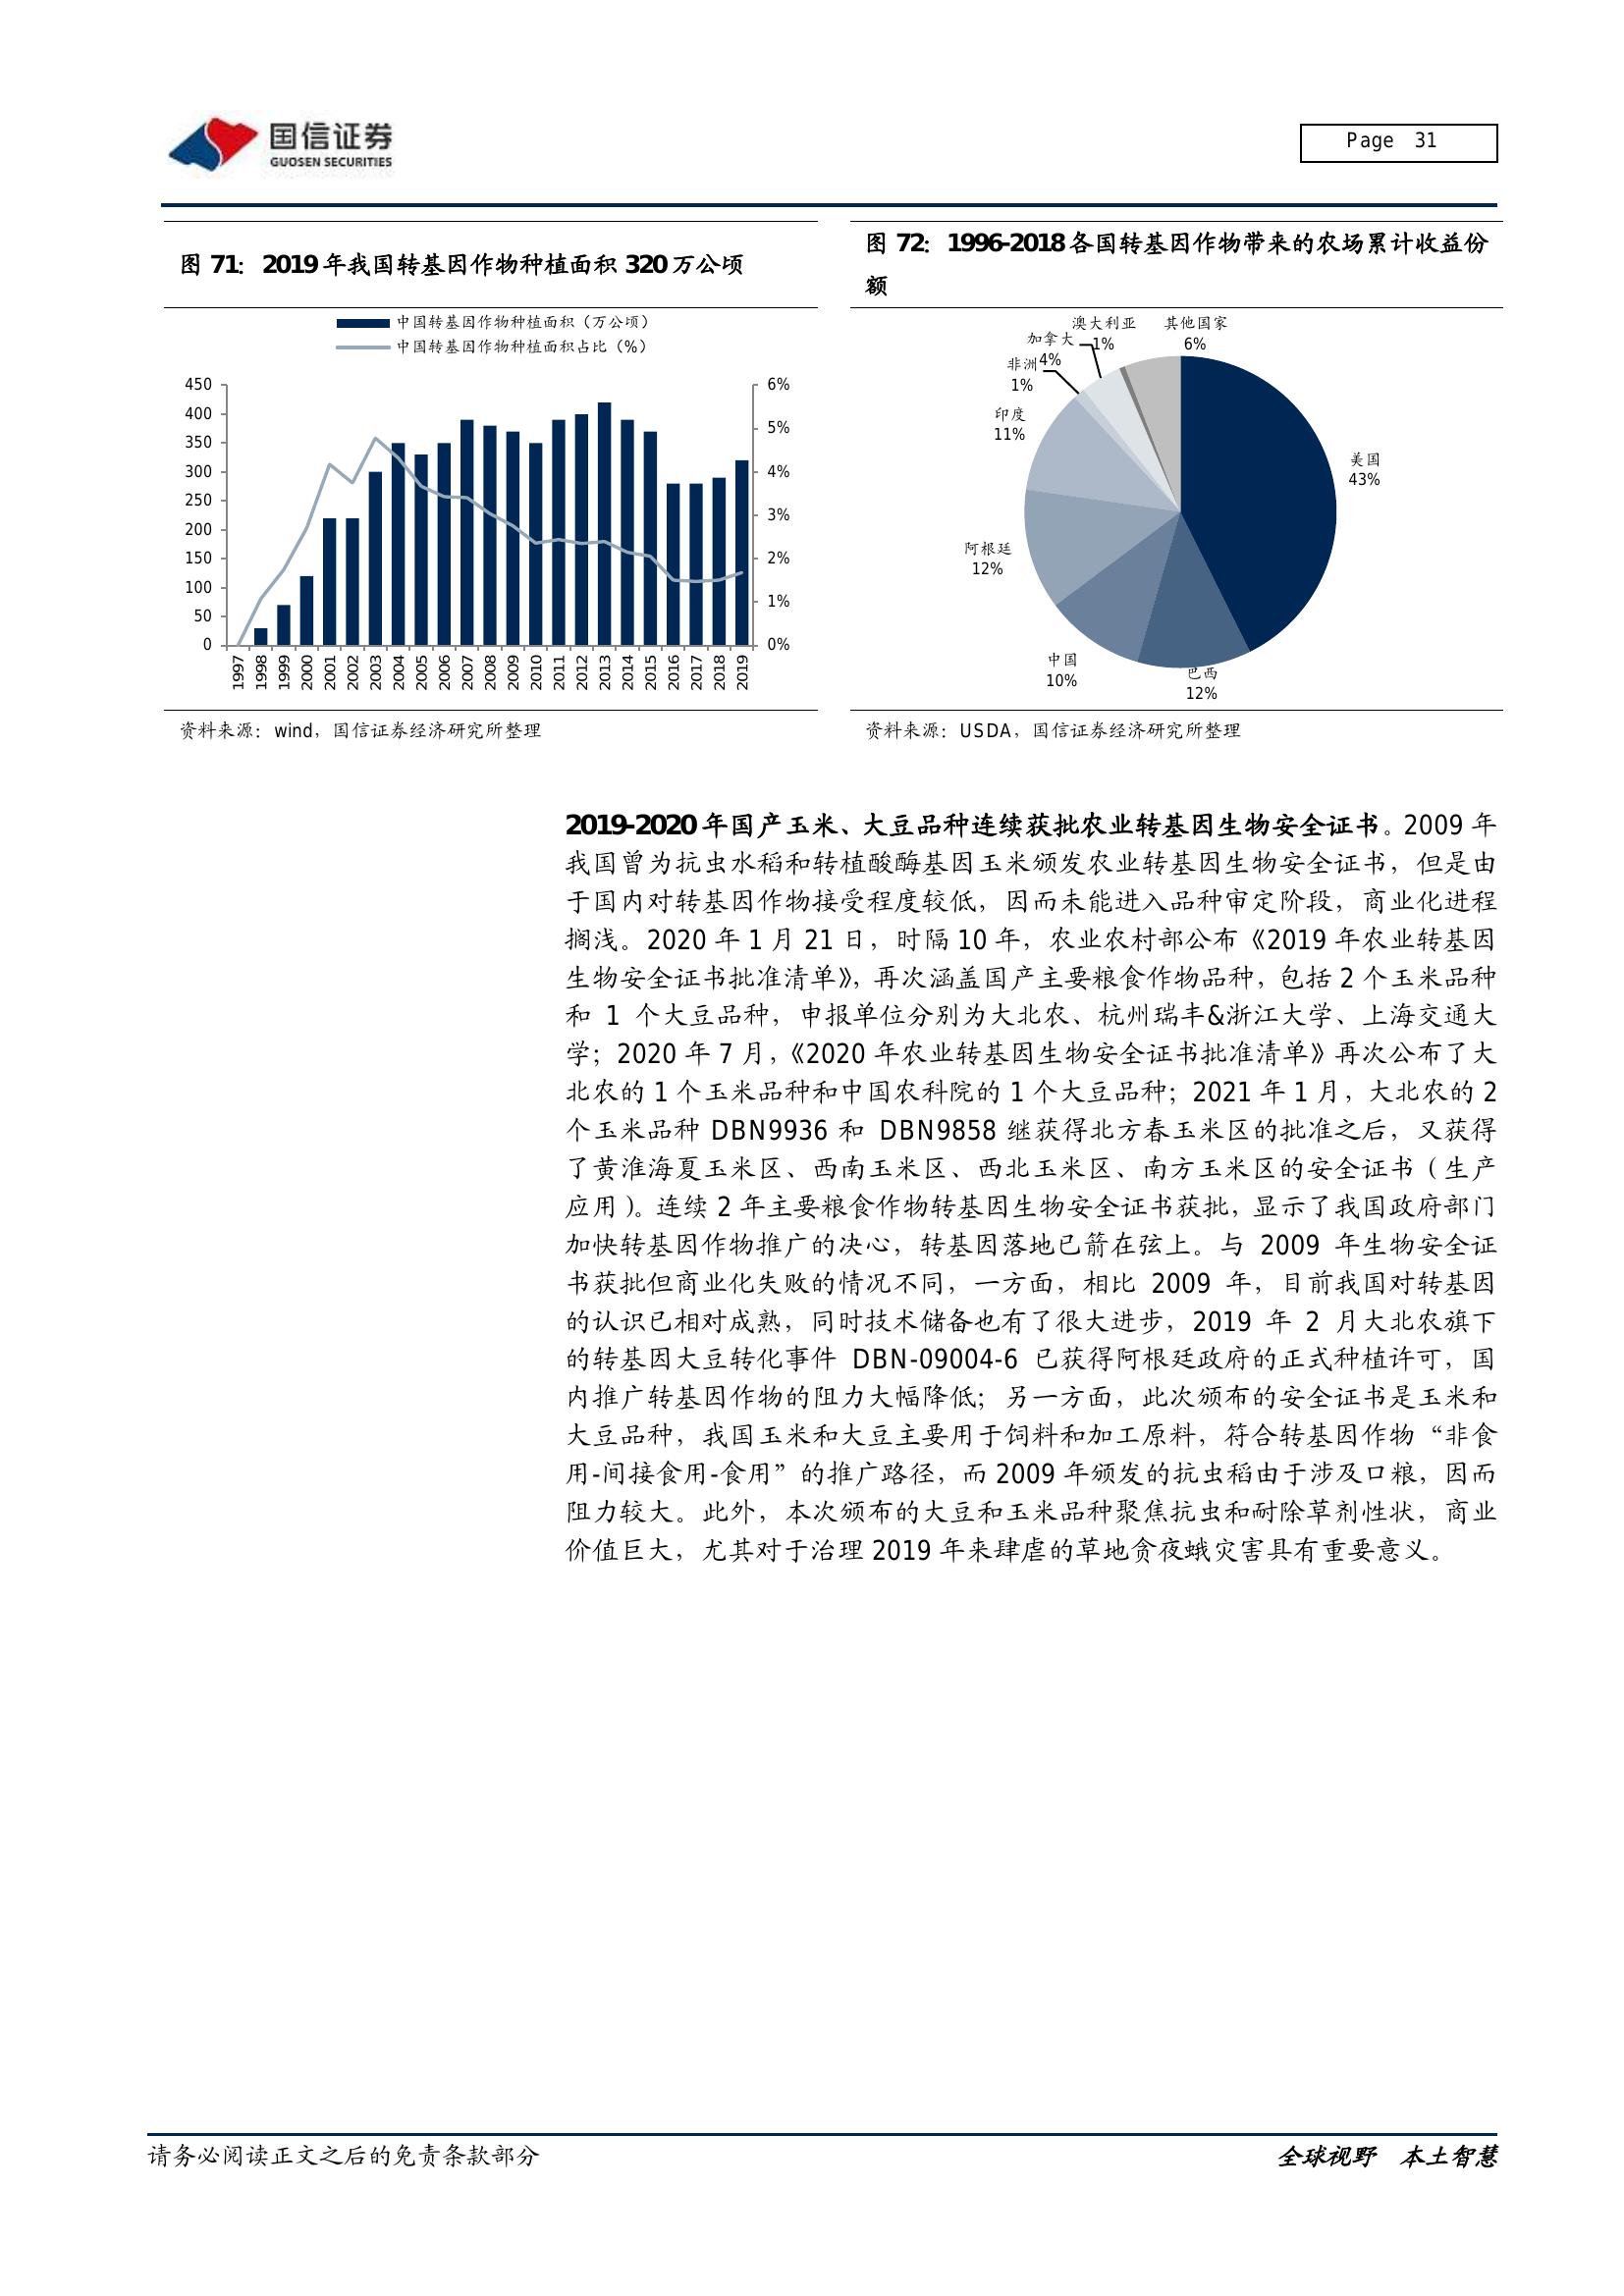 国信证券
GUOSEN SECURITIES
Page 31
图 71：2019 年我国转基因作物种植面积 320 万公顷
中国转基因作物种植面积（万公顷）
中国转基因作物种植面积占比（%）
450
400
350
300
250
200
150
100
50
0
6%
5%
4%
3%
2%
1%
0%
1997
1998
1999
2000
2001
2002
2003
2004
2005
2006
2007
2008
2009
2010
2011
2012
2013
2014
2015
2016
2017
2018
2019
资料来源：wind，国信证券经济研究所整理
图 72：1996-2018 各国转基因作物带来的农场累计收益份
额
美国
43%
巴西
12%
中国
10%
阿根廷
12%
印度
11%
非洲
1%
加拿大
4%
澳大利亚
1%
其他国家
6%
资料来源：USDA，国信证券经济研究所整理
2019-2020 年国产玉米、大豆品种连续获批农业转基因生物安全证书。2009 年
我国曾为抗虫水稻和转植酸酶基因玉米颁发农业转基因生物安全证书，但是由
于国内对转基因作物接受程度较低，因而未能进入品种审定阶段，商业化进程
搁浅。2020 年 1 月 21 日，时隔 10 年，农业农村部公布《2019 年农业转基因
生物安全证书批准清单》，再次涵盖国产主要粮食作物品种，包括 2 个玉米品种
和 1 个大豆品种，申报单位分别为大北农、杭州瑞丰&浙江大学、上海交通大
学；2020 年 7 月，《2020 年农业转基因生物安全证书批准清单》再次公布了大
北农的 1 个玉米品种和中国农科院的 1 个大豆品种；2021 年 1 月，大北农的 2
个玉米品种 DBN9936 和 DBN9858 继获得北方春玉米区的批准之后，又获得
了黄淮海夏玉米区、西南玉米区、西北玉米区、南方玉米区的安全证书（生产
应用）。连续 2 年主要粮食作物转基因生物安全证书获批，显示了我国政府部门
加快转基因作物推广的决心，转基因落地已箭在弦上。与 2009 年生物安全证
书获批但商业化失败的情况不同，一方面，相比 2009 年，目前我国对转基因
的认识已相对成熟，同时技术储备也有了很大进步，2019 年 2 月大北农旗下
的转基因大豆转化事件 DBN-09004-6 已获得阿根廷政府的正式种植许可，国
内推广转基因作物的阻力大幅降低；另一方面，此次颁布的安全证书是玉米和
大豆品种，我国玉米和大豆主要用于饲料和加工原料，符合转基因作物“非食
用-间接食用-食用”的推广路径，而 2009 年颁发的抗虫稻由于涉及口粮，因而
阻力较大。此外，本次颁布的大豆和玉米品种聚焦抗虫和耐除草剂性状，商业
价值巨大，尤其对于治理 2019 年来肆虐的草地贪夜蛾灾害具有重要意义。
请务必阅读正文之后的免责条款部分
全球视野 本土智慧